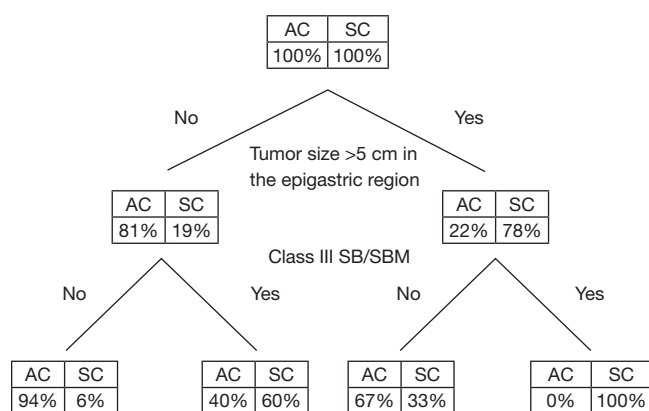 AC SC
100% 100%
No Yes
Tumor size >5 cm in
the epigastric region
AC SC AC SC
81% 19% 22% 78%
Class III SB/SBM
No Yes No Yes
AC SC AC SC AC SC AC SC
94% 6% 40% 60% 67% 33% 0% 100%